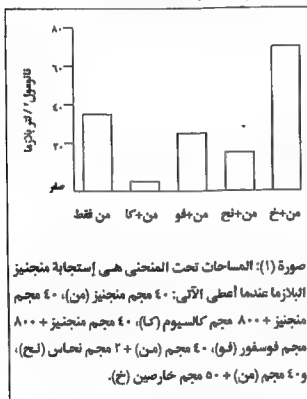 ٨٠
٦٠
٤٠
٢٠
صفر
نانومول٢ / لتر بلازما
من فقط
من+كا
من+فو
من+نح
من+خ
صورة (١): المساحات تحت المنحنى هى إستجابة منجنيز
البلازما عندما أعطى الآتي: ٤٠ مجم منجنيز (من)، ٤٠ مجم
منجنيز + ٨٠٠ مجم كالسيوم (كا)، ٤٠ مجم منجنيز + ٨٠٠
مجم فوسفور (فو)، ٤٠ مجم (من) + ٢ مجم نحاس (نح)،
و٤٠ مجم (من) + ٥٠ مجم خارصين (خ).